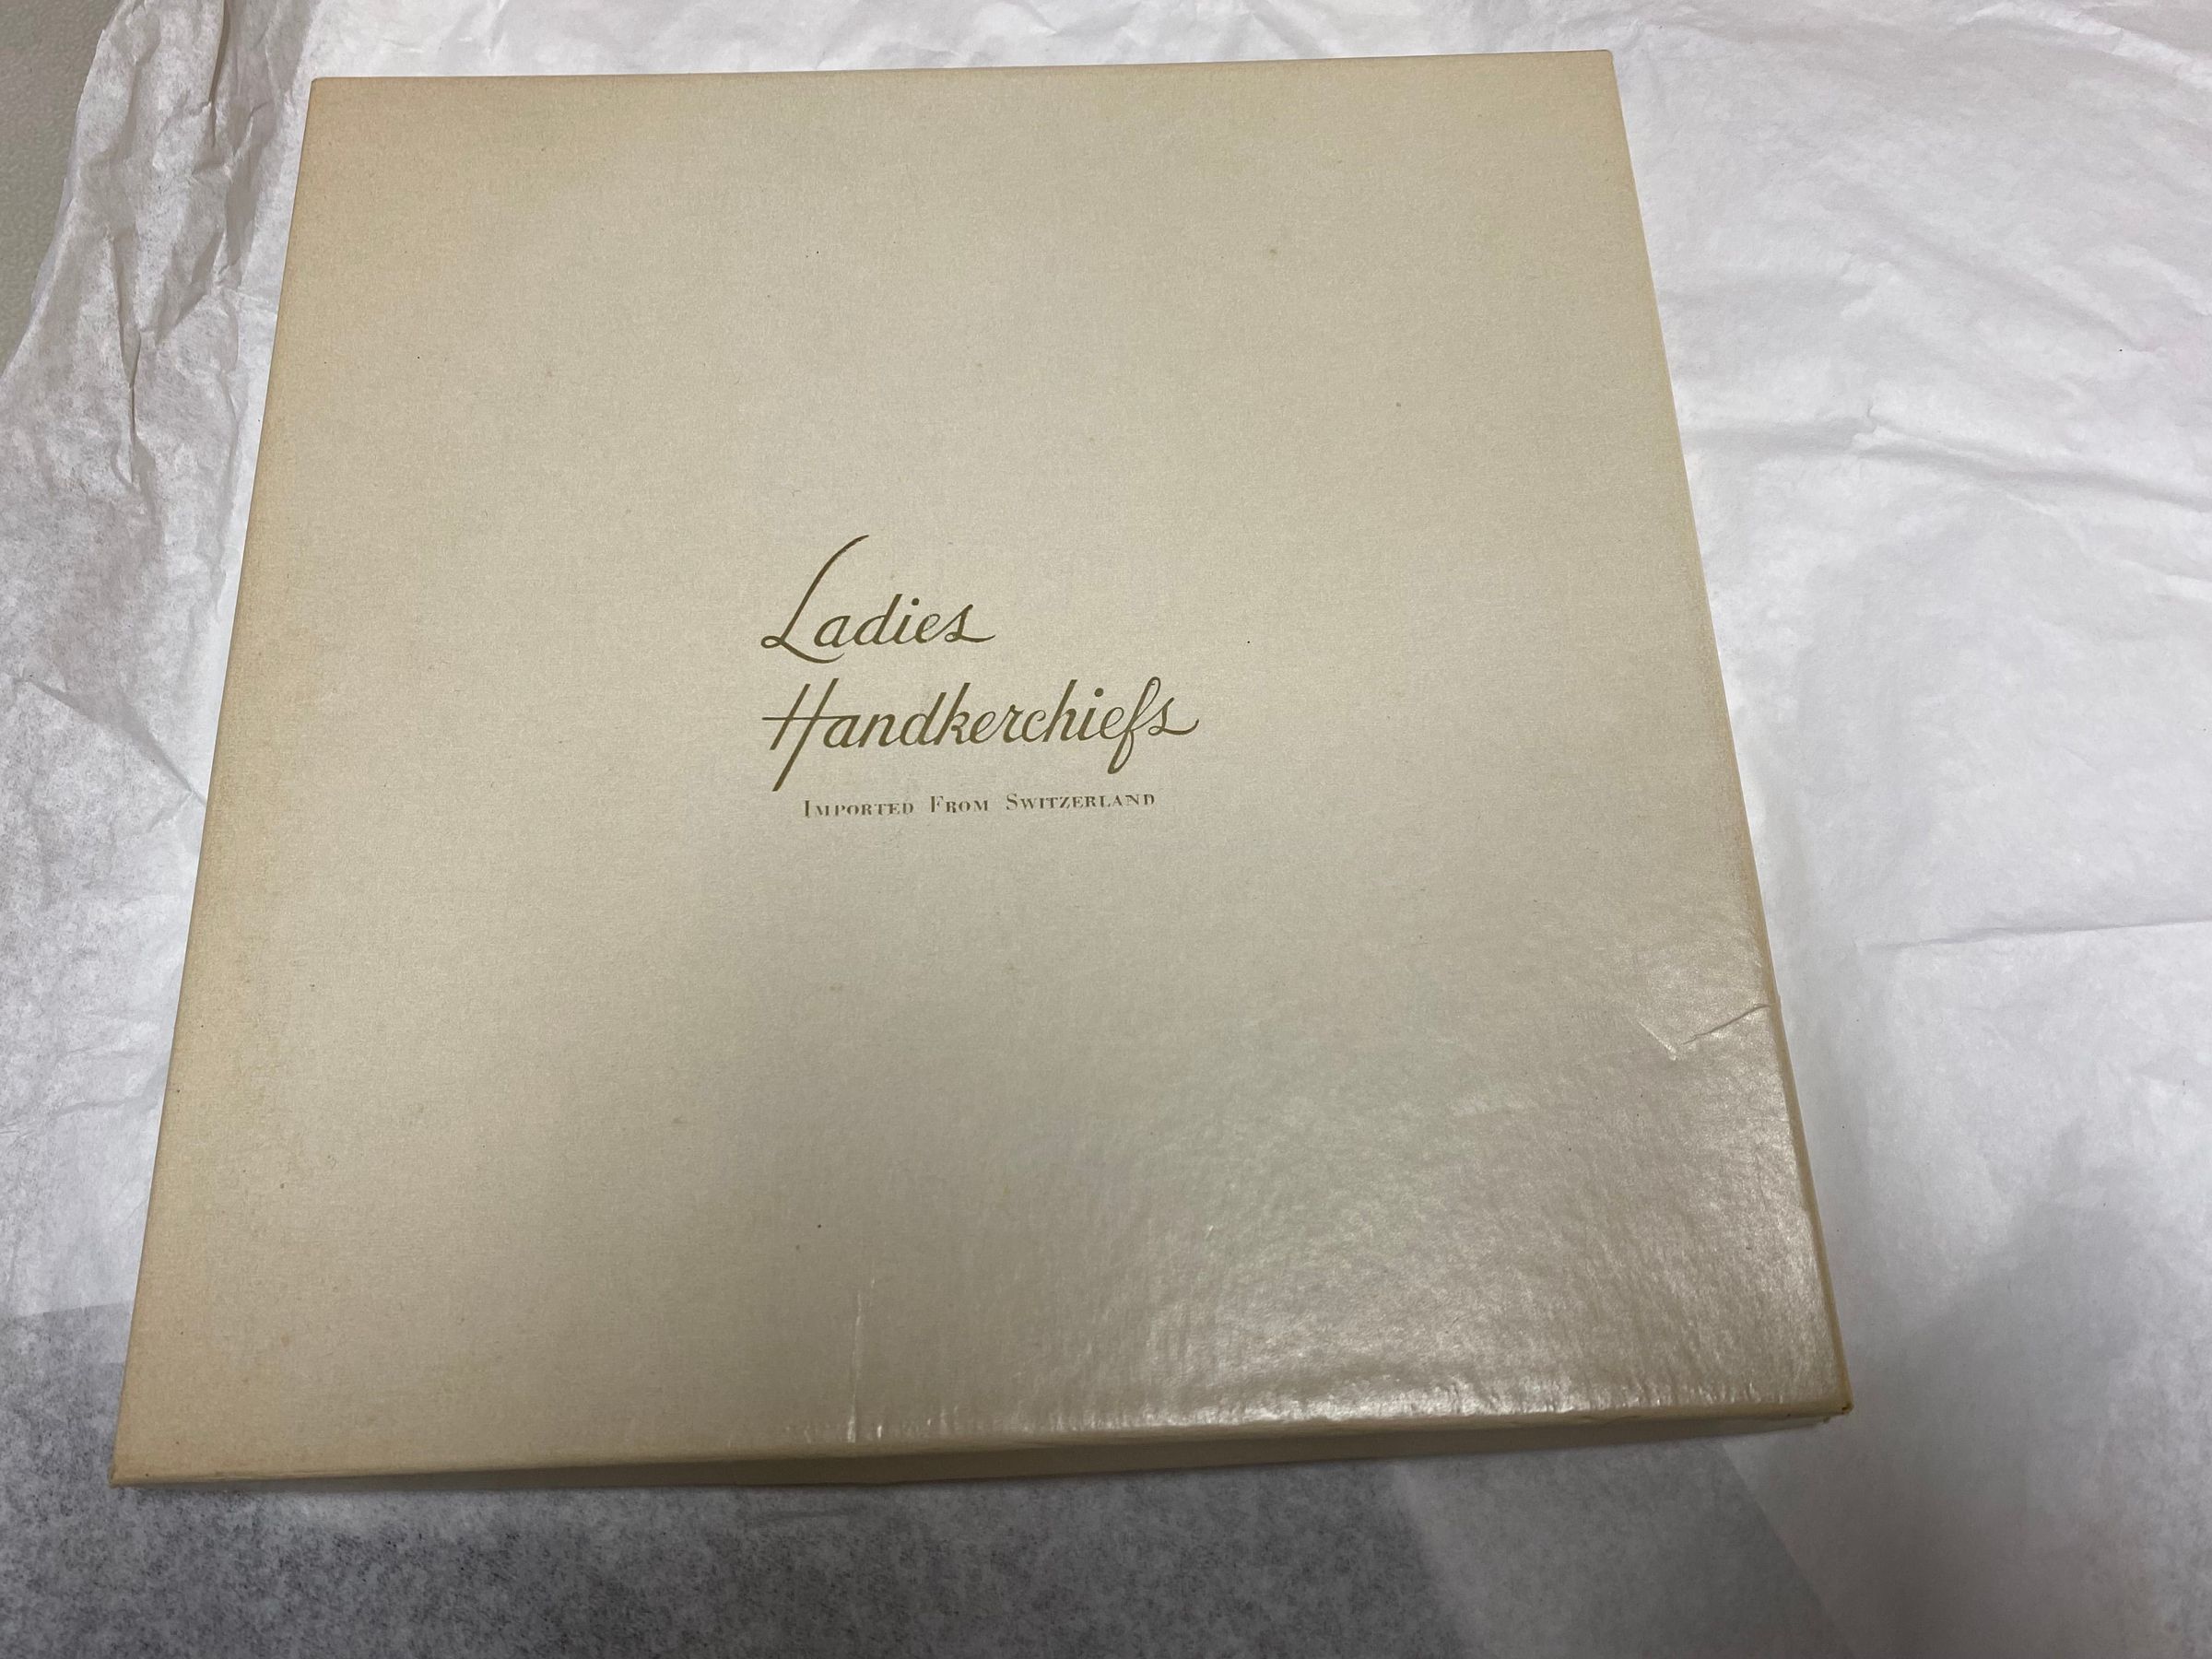 Ladies
Handkerchiefs
Imported From Switzerland